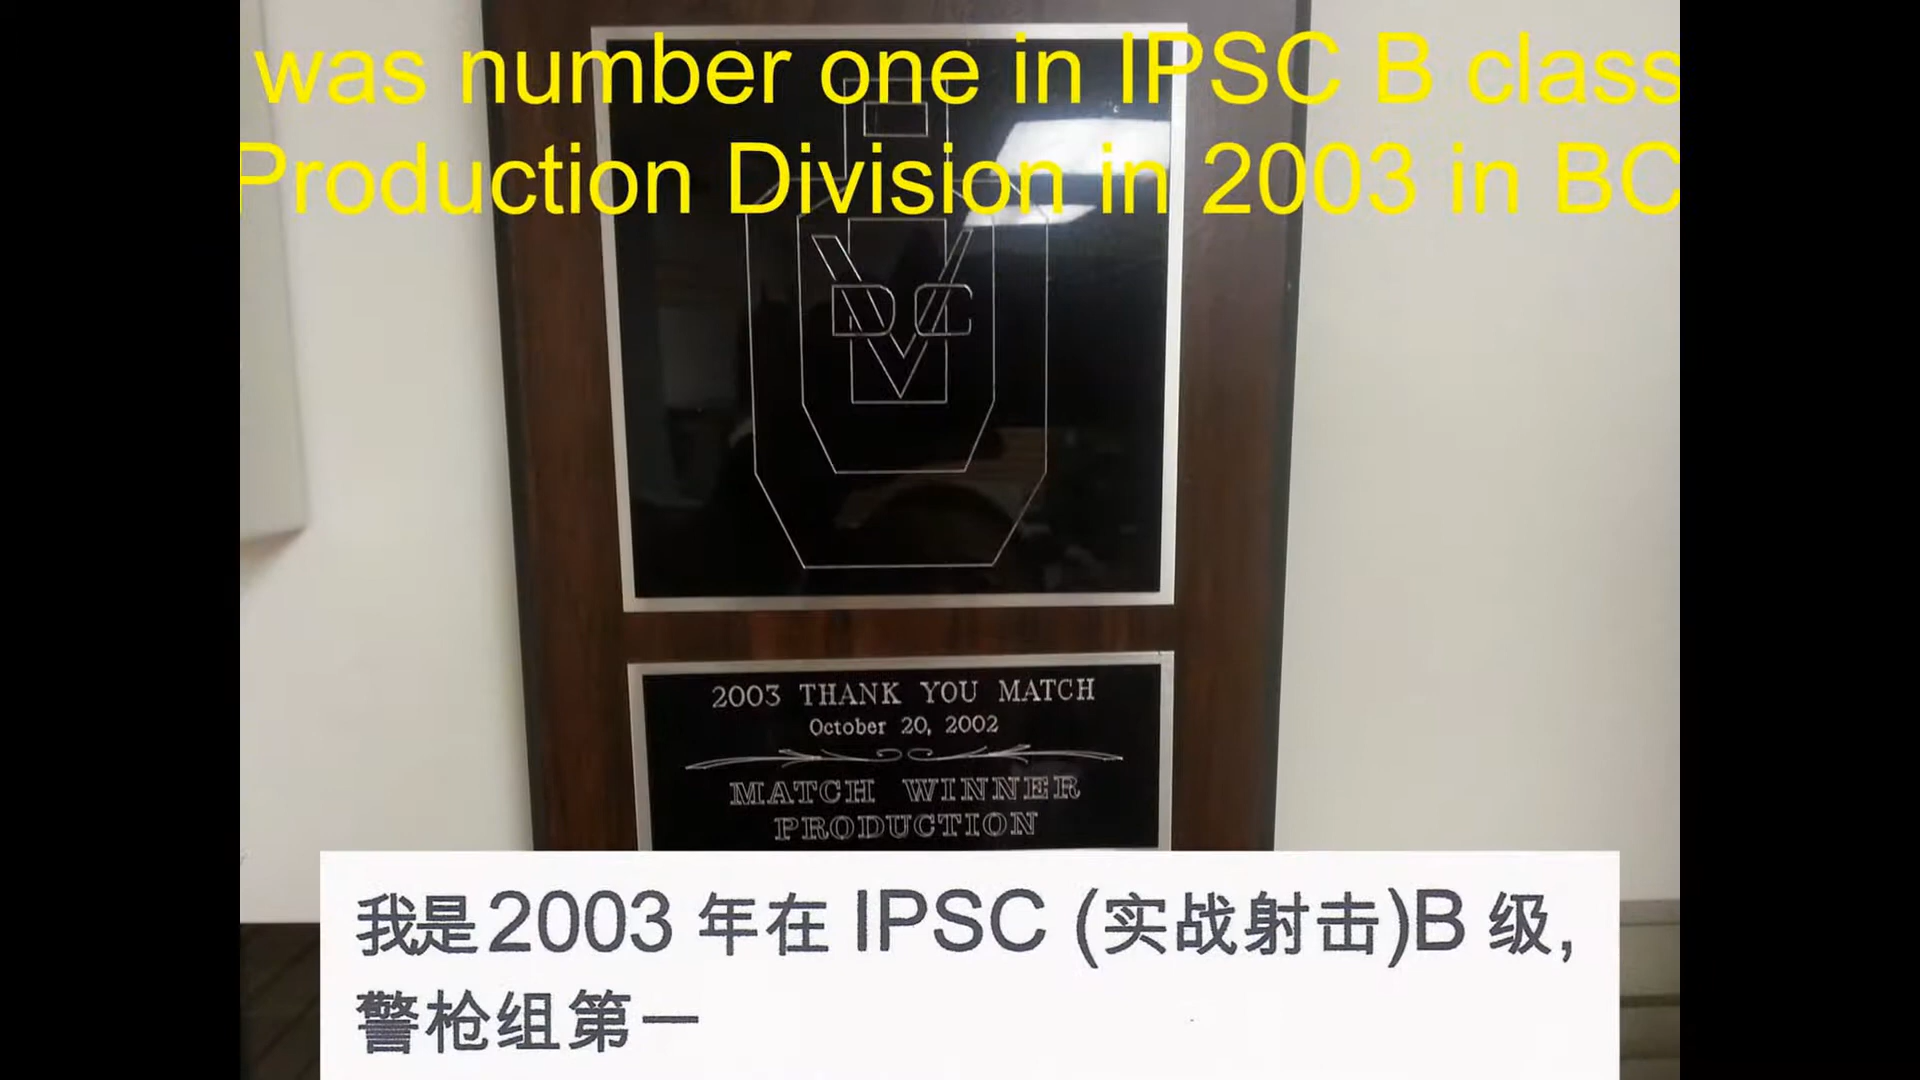 was number one in IPSC B class
Production Division in 2003 in BC
DVC
2003 THANK YOU MATCH
October 20, 2002
MATCH WINNER
PRODUCTION
我是2003 年在 IPSC (实战射击)B 级,
警枪组第一